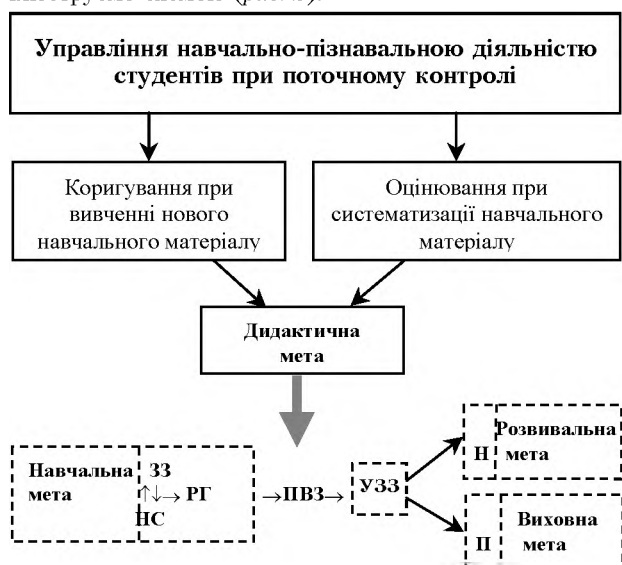 Управління навчально-пізнавальною діяльністю
студентів при поточному контролі
Коригування при
вивченні нового
навчального матеріалу
Оцінювання при
систематизації навчального
матеріалу
Дидактична
мета
Навчальна
мета
ЗЗ
↑↓→ РГ
НС
→ПВЗ→
УЗЗ
Н
Розвивальна
мета
П
Виховна
мета